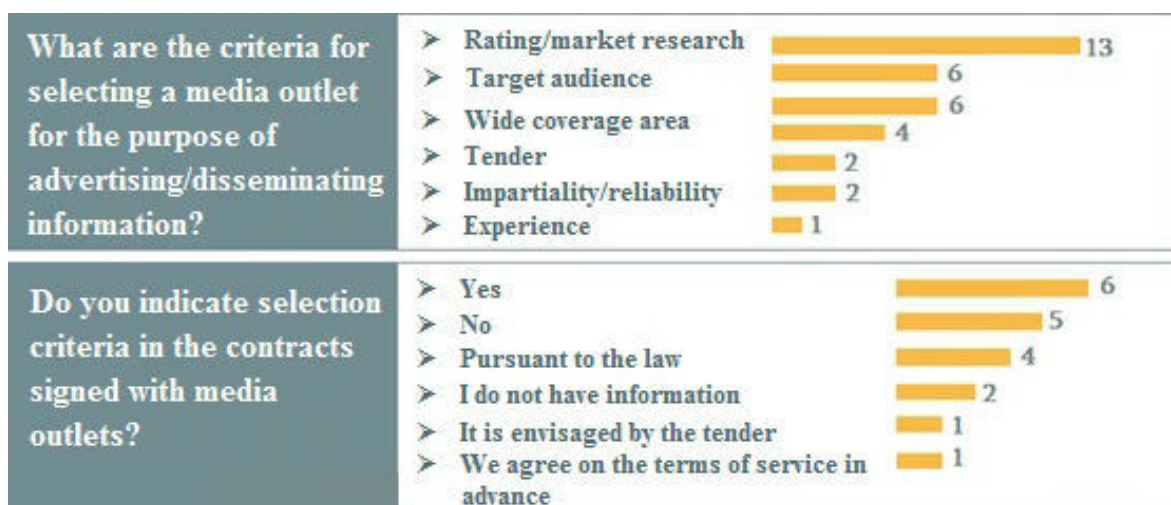 What are the criteria for
selecting a media outlet
for the purpose of
advertising/disseminating
information?
➢ Rating/market research 13
➢ Target audience 6
6
➢ Wide coverage area
4
➢ Tender 2
➢ Impartiality/reliability 2
➢ Experience 1
Do you indicate selection
criteria in the contracts
signed with media
outlets?
➢ Yes 6
➢ No 5
➢ Pursuant to the law 4
➢ I do not have information 2
➢ It is envisaged by the tender 1
➢ We agree on the terms of service in 1
advance